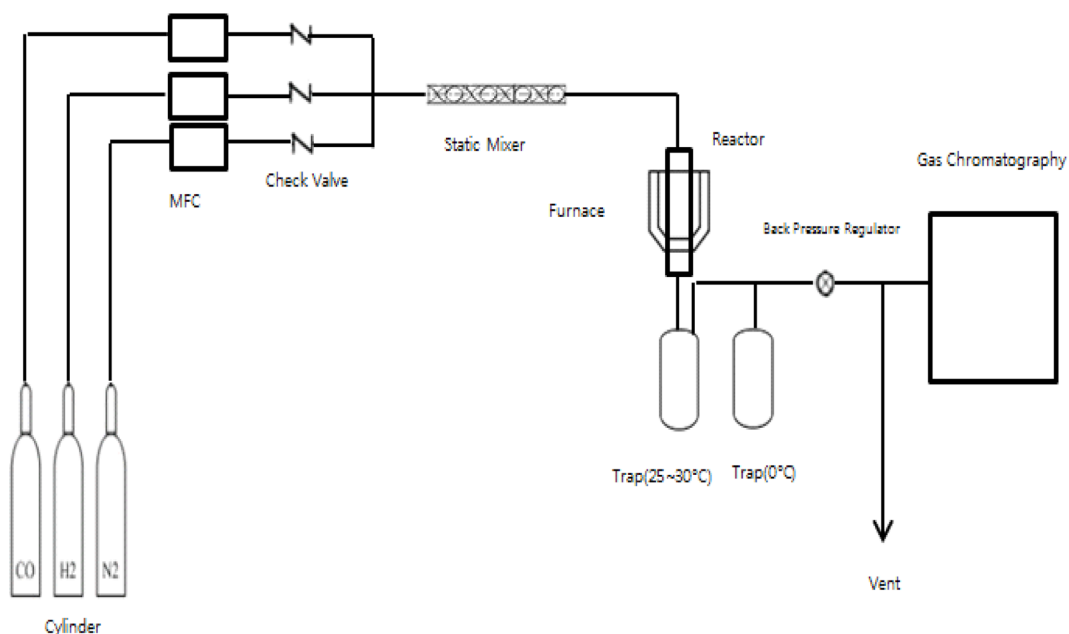 Static Mixer
Reactor
Gas Chromatography
Check Valve
MFC
Furnace
Back Pressure Regulator
Trap(25~30°C)
Trap(0°C)
CO
H2
N2
Vent
Cylinder